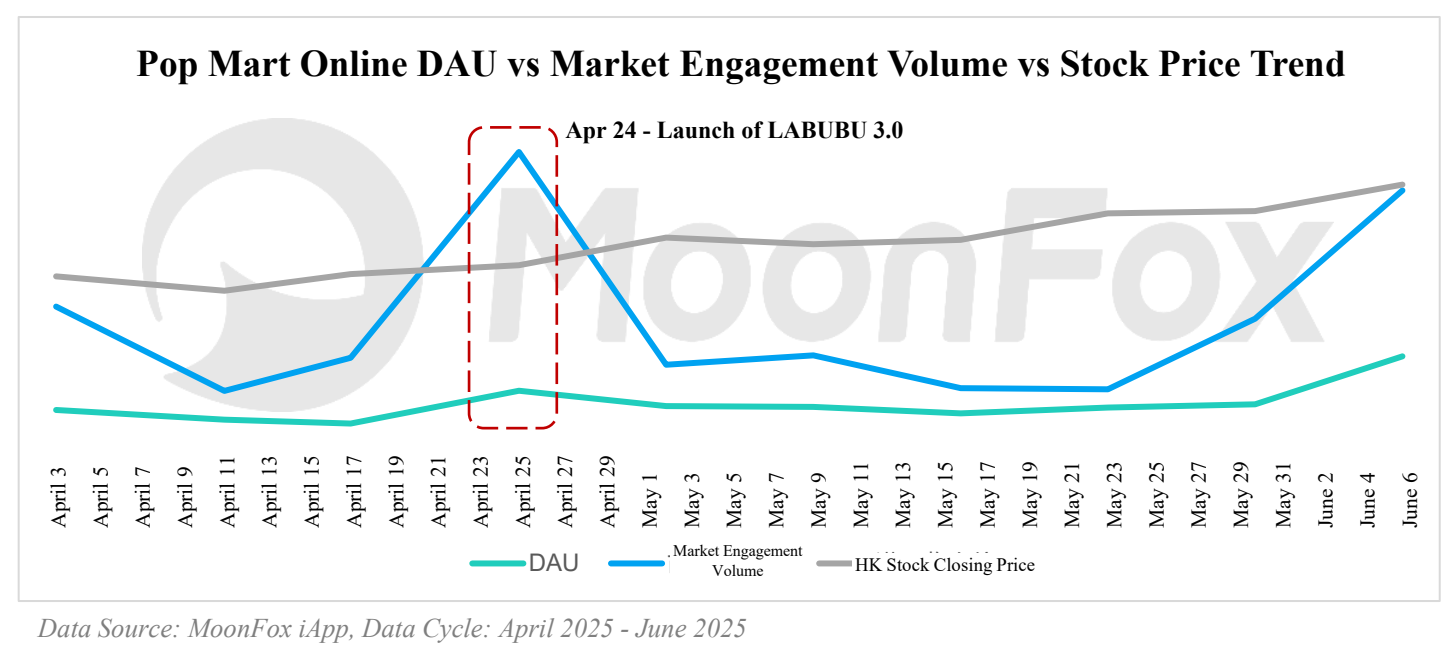 Pop Mart Online DAU vs Market Engagement Volume vs Stock Price Trend
Apr 24 - Launch of LABUBU 3.0
MoonFox
April 3
April 5
April 7
April 9
April 11
April 13
April 15
April 17
April 19
April 21
April 23
April 25
April 27
April 29
May 1
May 3
May 5
May 7
May 9
May 11
May 13
May 15
May 17
May 19
May 21
May 23
May 25
May 27
May 29
May 31
June 2
June 4
June 6
DAU
Market Engagement
Volume
HK Stock Closing Price
Data Source: MoonFox iApp, Data Cycle: April 2025 - June 2025